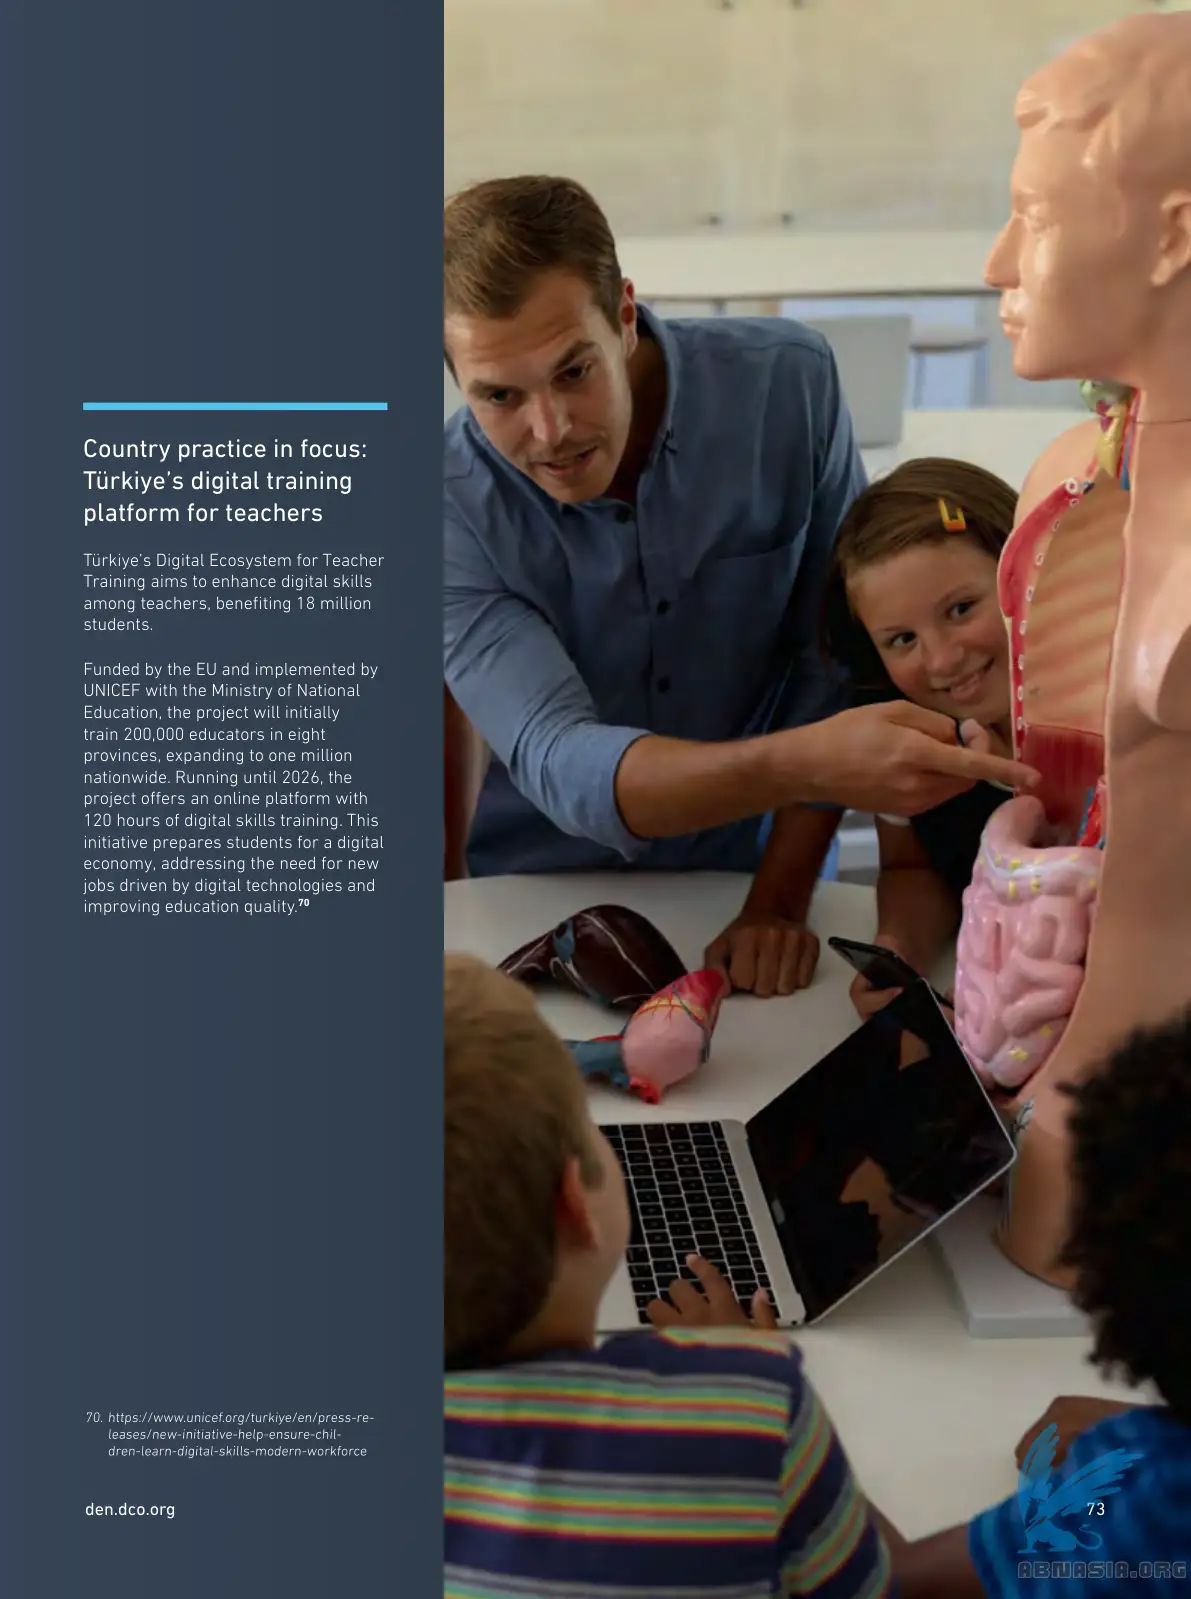 Country practice in focus:
Türkiye's digital training
platform for teachers
Türkiye's Digital Ecosystem for Teacher
Training aims to enhance digital skills
among teachers, benefiting 18 million
students.
Funded by the EU and implemented by
UNICEF with the Ministry of National
Education, the project will initially
train 200,000 educators in eight
provinces, expanding to one million
nationwide. Running until 2026, the
project offers an online platform with
120 hours of digital skills training. This
initiative prepares students for a digital
economy, addressing the need for new
jobs driven by digital technologies and
improving education quality.70
70. https://www.unicef.org/turkiye/en/press-re-
leases/new-initiative-help-ensure-chil-
dren-learn-digital-skills-modern-workforce
den.dco.org
73
ABNASIA.ORG